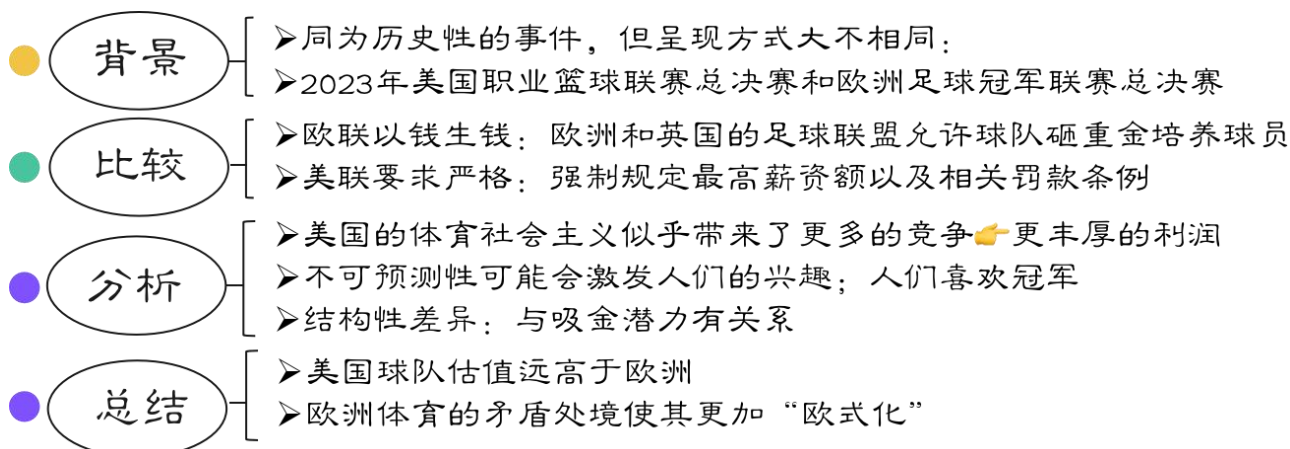 背景
➢同为历史性的事件，但呈现方式大不相同：
➢2023年美国职业篮球联赛总决赛和欧洲足球冠军联赛总决赛
比较
➢欧联以钱生钱：欧洲和英国的足球联盟允许球队砸重金培养球员
➢美联要求严格：强制规定最高薪资额以及相关罚款条例
分析
➢美国的体育社会主义似乎带来了更多的竞争👉更丰厚的利润
➢不可预测性可能会激发人们的兴趣；人们喜欢冠军
➢结构性差异：与吸金潜力有关系
总结
➢美国球队估值远高于欧洲
➢欧洲体育的矛盾处境使其更加“欧式化”